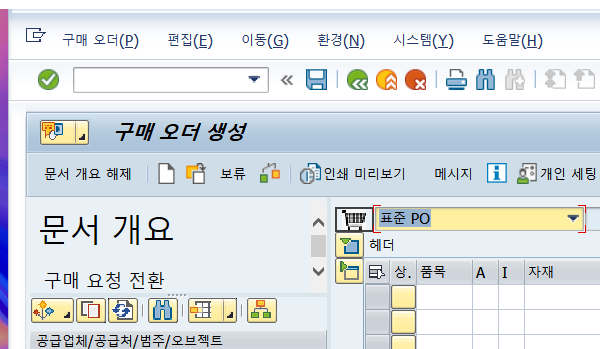 구매 오더(P) 편집(E) 이동(G) 환경(N) 시스템(Y) 도움말(H)
구매 오더 생성
문서 개요 해제 보류 인쇄 미리보기 메시지 개인 세팅
문서 개요
표준 PO
헤더
구매 요청 전환
상. 품목 A I 자재
공급업체/공급처/범주/오브젝트